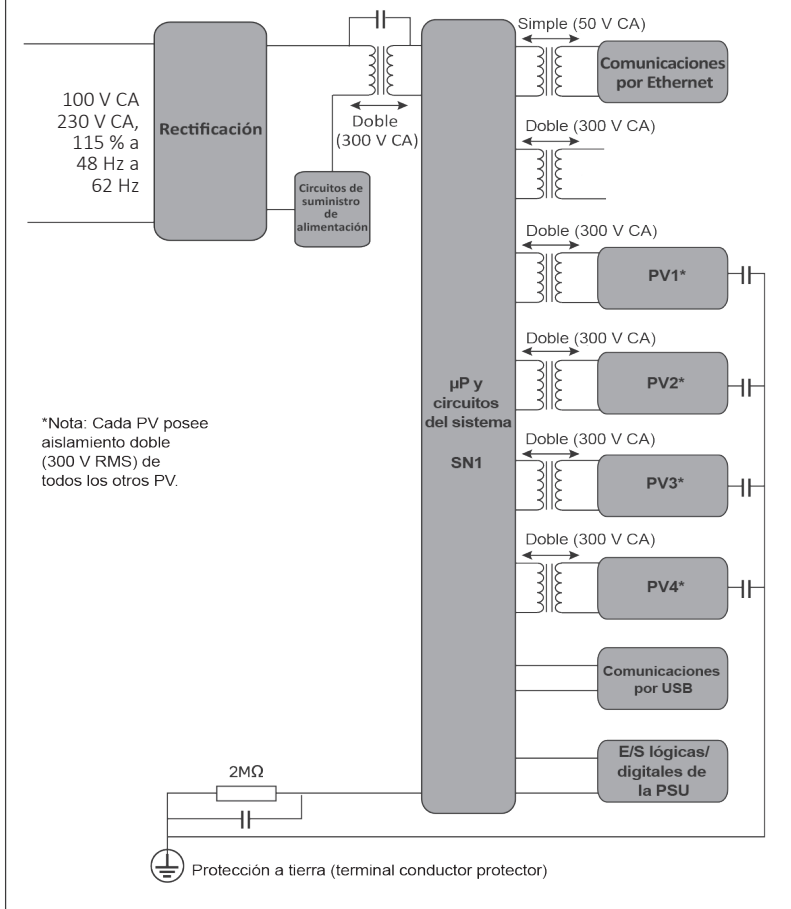 Simple (50 V CA)
Comunicaciones
por Ethernet
100 V CA
230 V CA,
115 % a
48 Hz a
62 Hz
Rectificación
Doble
(300 V CA)
Doble (300 V CA)
Circuitos de
suministro
de
alimentación
Doble (300 V CA)
PV1*
Doble (300 V CA)
PV2*
µP y
circuitos
del sistema
SN1
*Nota: Cada PV posee
aislamiento doble
(300 V RMS) de
todos los otros PV.
Doble (300 V CA)
PV3*
Doble (300 V CA)
PV4*
Comunicaciones
por USB
E/S lógicas/
digitales de
la PSU
2MΩ
Protección a tierra (terminal conductor protector)